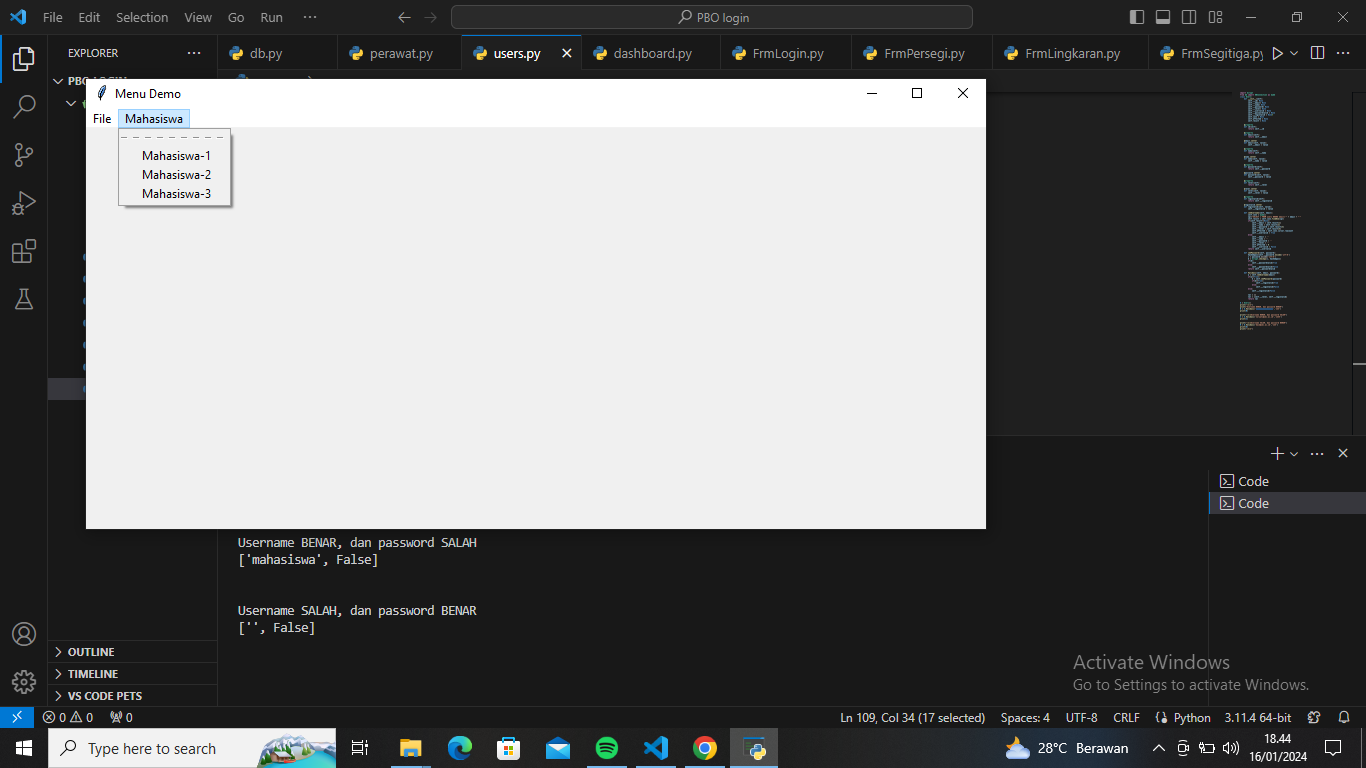 File Edit Selection View Go Run ··· PBO login
EXPLORER ··· db.py perawat.py users.py dashboard.py FrmLogin.py FrmPersegi.py FrmLingkaran.py FrmSegitiga.py ···
Menu Demo
File Mahasiswa
Mahasiswa-1
Mahasiswa-2
Mahasiswa-3
Code
Code
Username BENAR, dan password SALAH
['mahasiswa', False]
Username SALAH, dan password BENAR
['', False]
OUTLINE
TIMELINE
VS CODE PETS
Activate Windows
Go to Settings to activate Windows.
0 0 0 Ln 109, Col 34 (17 selected) Spaces: 4 UTF-8 CRLF Python 3.11.4 64-bit
Type here to search 28°C Berawan 18.44
16/01/2024